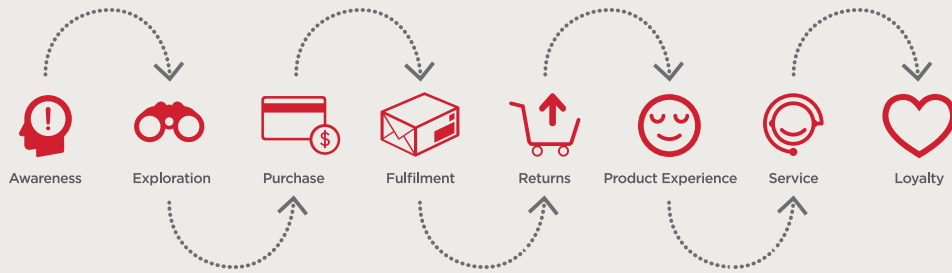 !
$
Awareness
Exploration
Purchase
Fulfilment
Returns
Product Experience
Service
Loyalty